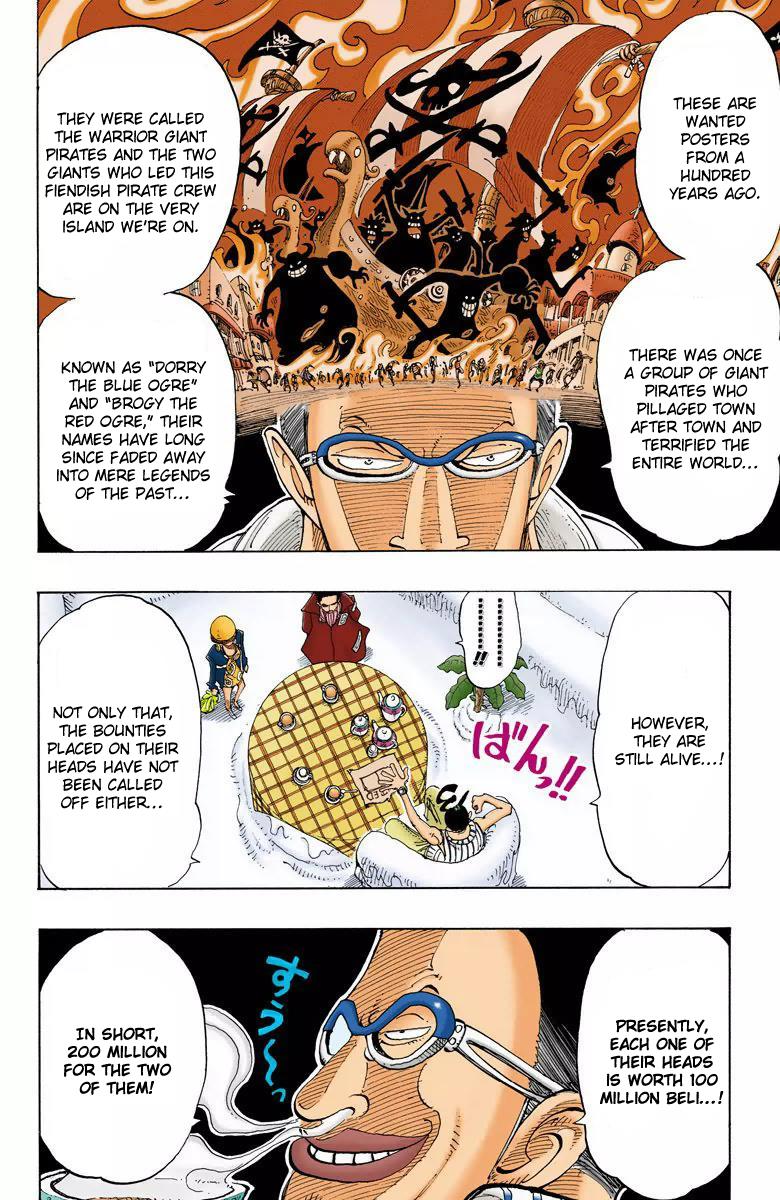 THESE ARE
WANTED
POSTERS
FROM A
HUNDRED
YEARS AGO.
THERE WAS ONCE
A GROUP OF GIANT
PIRATES WHO
PILLAGED TOWN
AFTER TOWN AND
TERRIFIED THE
ENTIRE WORLD...
THEY WERE CALLED
THE WARRIOR GIANT
PIRATES AND THE TWO
GIANTS WHO LED THIS
FIENDISH PIRATE CREW
ARE ON THE VERY
ISLAND WE'RE ON.
KNOWN AS “DORRY
THE BLUE OGRE”
AND “BROGY THE
RED OGRE,” THEIR
NAMES HAVE LONG
SINCE FADED AWAY
INTO MERE LEGENDS
OF THE PAST...
HOWEVER,
THEY ARE
STILL ALIVE...!
..........!!
ばんっ!!
NOT ONLY THAT,
THE BOUNTIES
PLACED ON THEIR
HEADS HAVE NOT
BEEN CALLED
OFF EITHER...
PRESENTLY,
EACH ONE OF
THEIR HEADS
IS WORTH 100
MILLION BELI...!
すう〜っ
IN SHORT,
200 MILLION
FOR THE TWO
OF THEM!